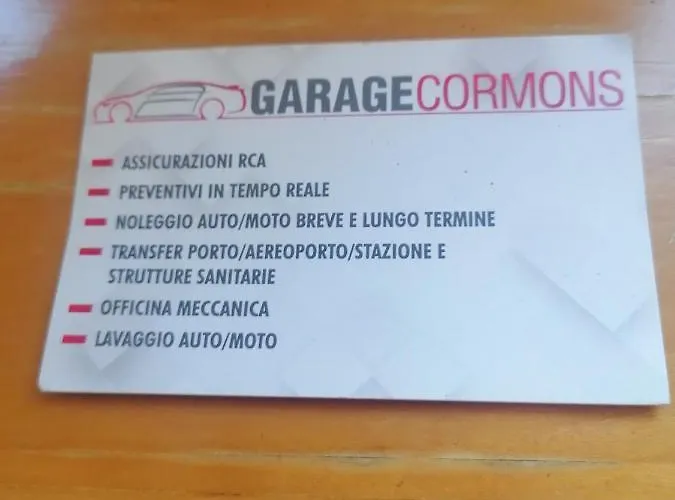 GARAGECORMONS
ASSICURAZIONI RCA
PREVENTIVI IN TEMPO REALE
NOLEGGIO AUTO/MOTO BREVE E LUNGO TERMINE
TRANSFER PORTO/AEREOPORTO/STAZIONE E
STRUTTURE SANITARIE
OFFICINA MECCANICA
LAVAGGIO AUTO/MOTO